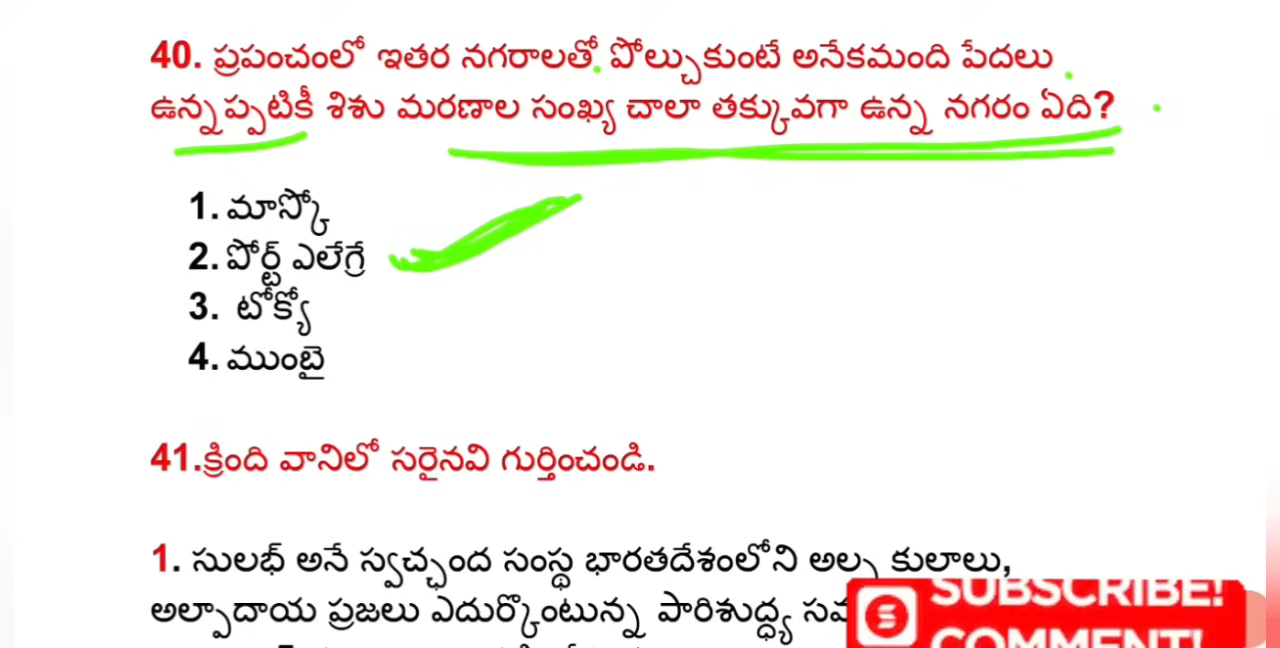 40. ప్రపంచంలో ఇతర నగరాలతో పోల్చుకుంటే అనేకమంది పేదలు
ఉన్నప్పటికీ శిశు మరణాల సంఖ్య చాలా తక్కువగా ఉన్న నగరం ఏది?
1. మాస్కో
2. పోర్ట్ ఎలేగ్రే
3. టోక్యో
4. ముంబై
41.క్రింది వానిలో సరైనవి గుర్తించండి.
1. సులభ్ అనే స్వచ్ఛంద సంస్థ భారతదేశంలోని అల్ప కులాలు,
అల్పాదాయ ప్రజలు ఎదుర్కొంటున్న పారిశుధ్ధ్య
SUBSCRIBE!
COMMENT!